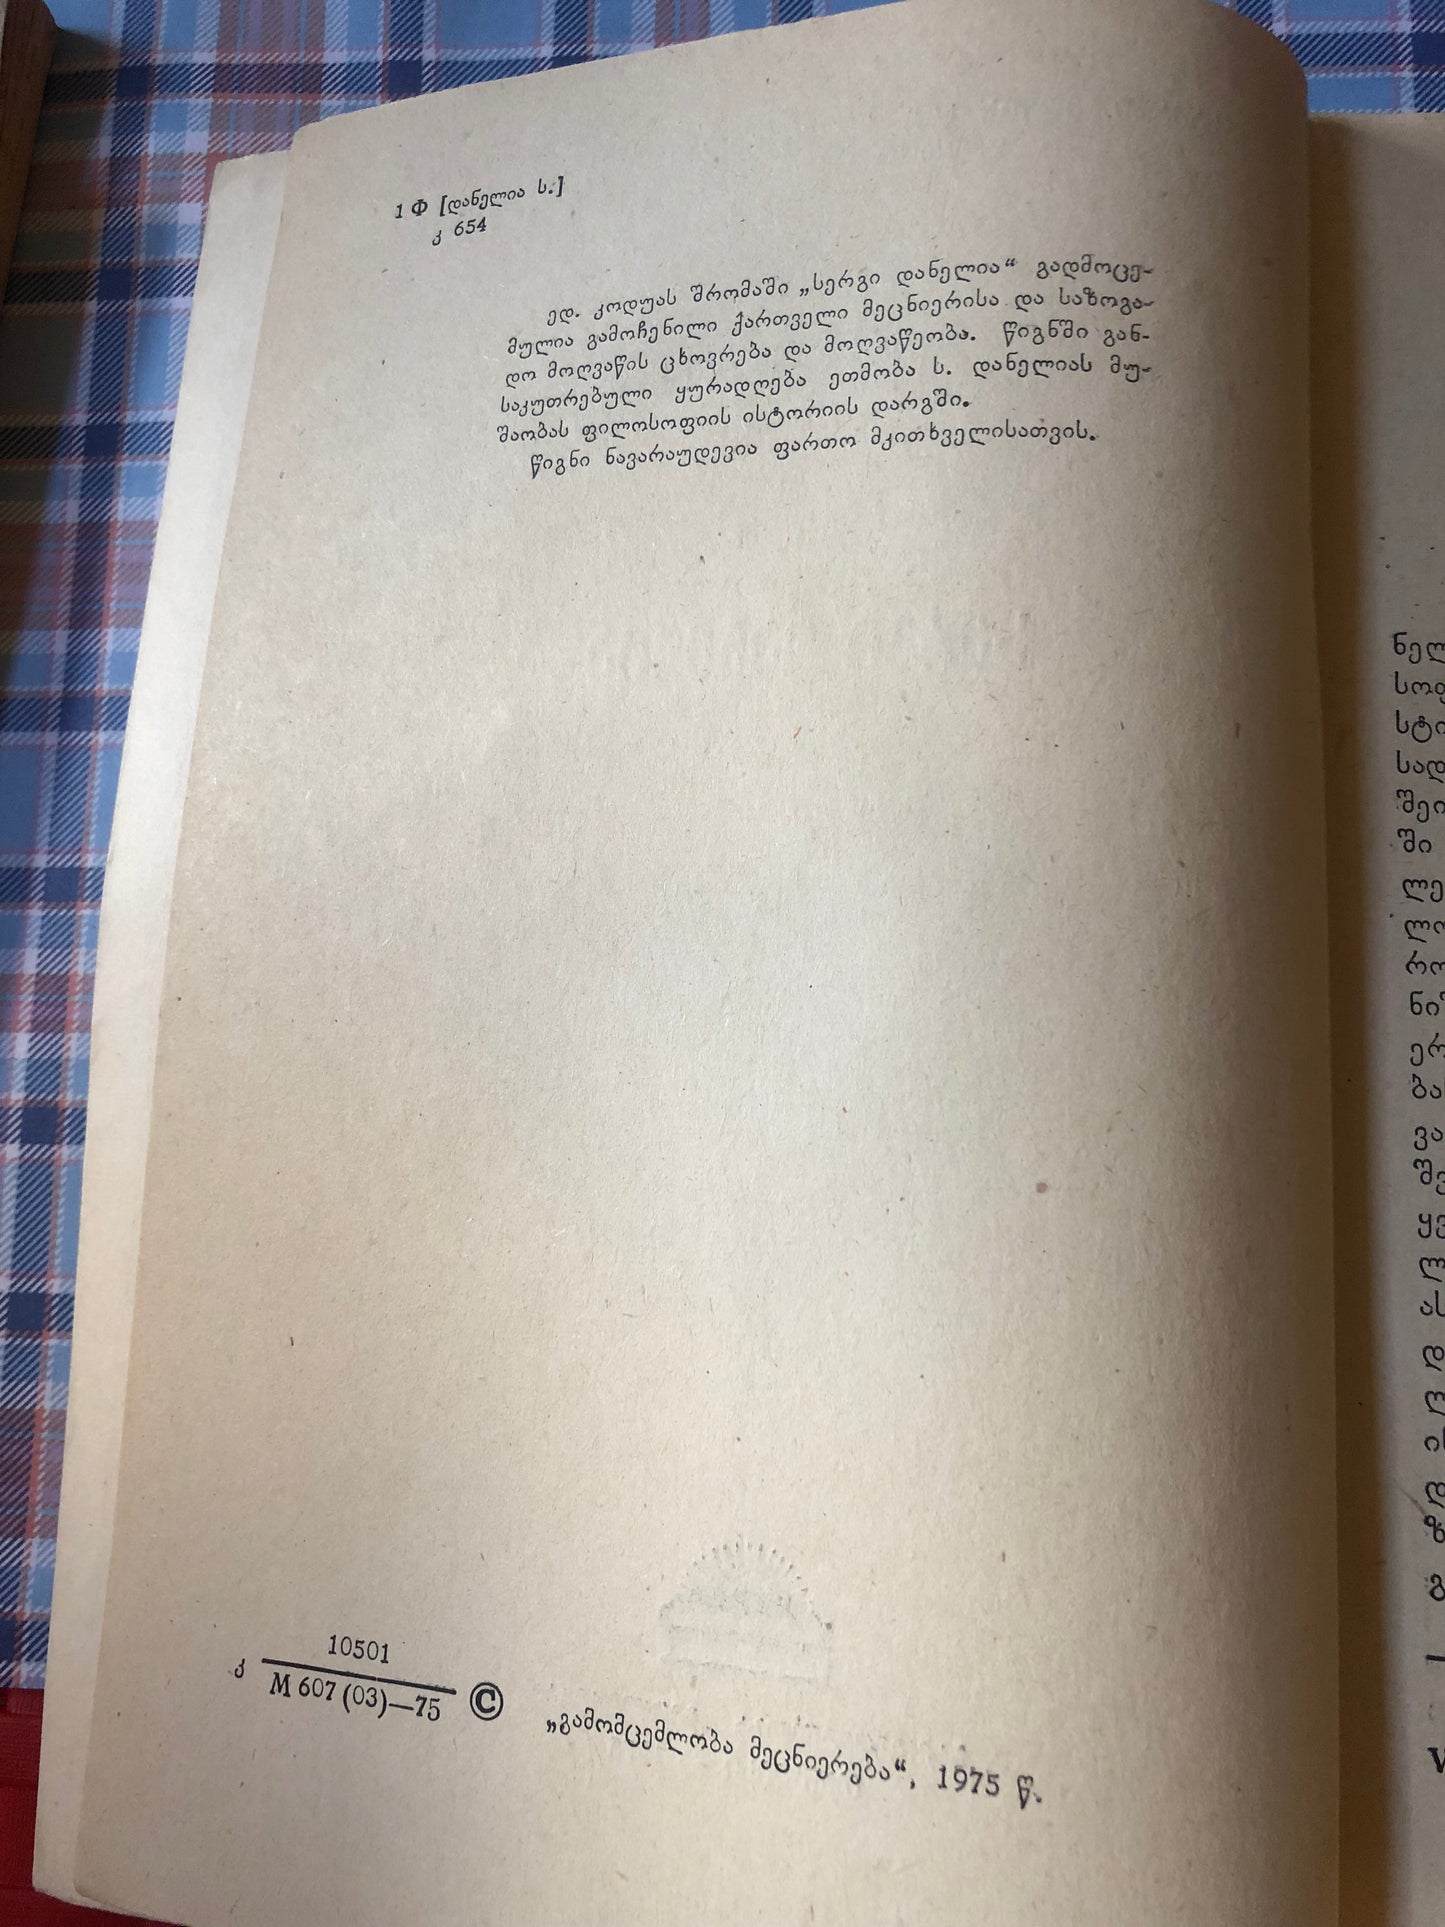 1 Ф [დანელია ს.]
კ 654
ედ. კოდუას შრომაში „სერგი დანელია“ გადმოცე-
მულია გამოჩენილი ქართველი მეცნიერისა და საზოგა-
დო მოღვაწის ცხოვრება და მოღვაწეობა. წიგნში გან-
საკუთრებული ყურადღება ეთმობა ს. დანელიას მუ-
შაობას ფილოსოფიის ისტორიის დარგში.
წიგნი ნავარაუდევია ფართო მკითხველისათვის.
კ 10501
M 607 (03)—75 © „გამომცემლობა მეცნიერება“, 1975 წ.